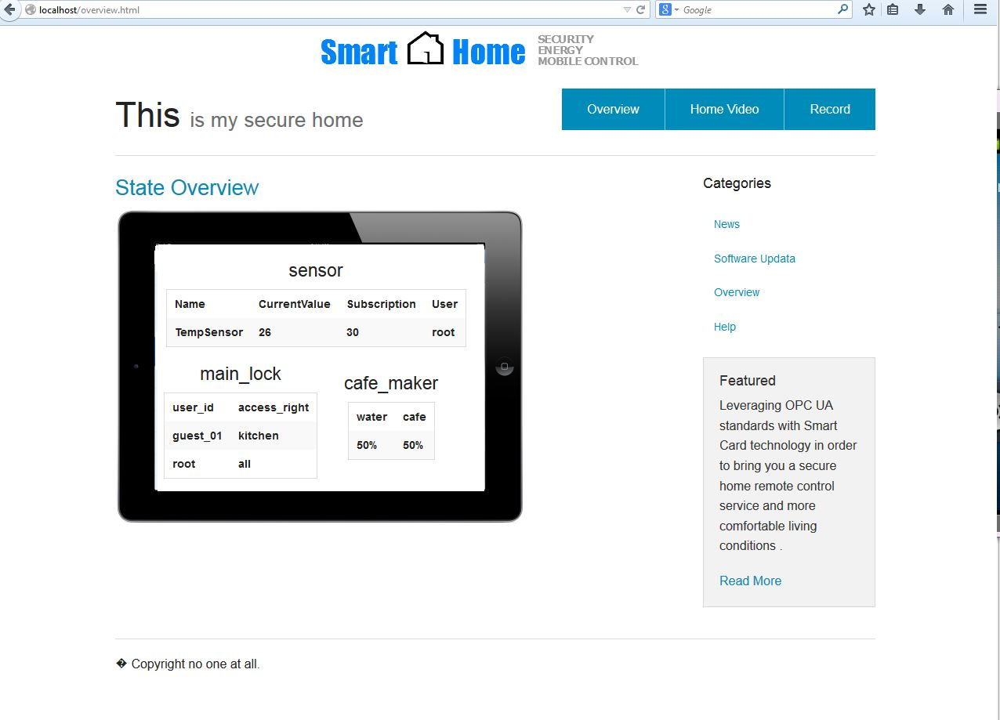 localhost/overview.html
Google
Smart Home
SECURITY
ENERGY
MOBILE CONTROL
This is my secure home
Overview Home Video Record
State Overview
sensor
Name CurrentValue Subscription User
TempSensor 26 30 root
main_lock
user_id access_right
guest_01 kitchen
root all
cafe_maker
water cafe
50% 50%
Categories
News
Software Updata
Overview
Help
Featured
Leveraging OPC UA
standards with Smart
Card technology in order
to bring you a secure
home remote control
service and more
comfortable living
conditions .
Read More
� Copyright no one at all.